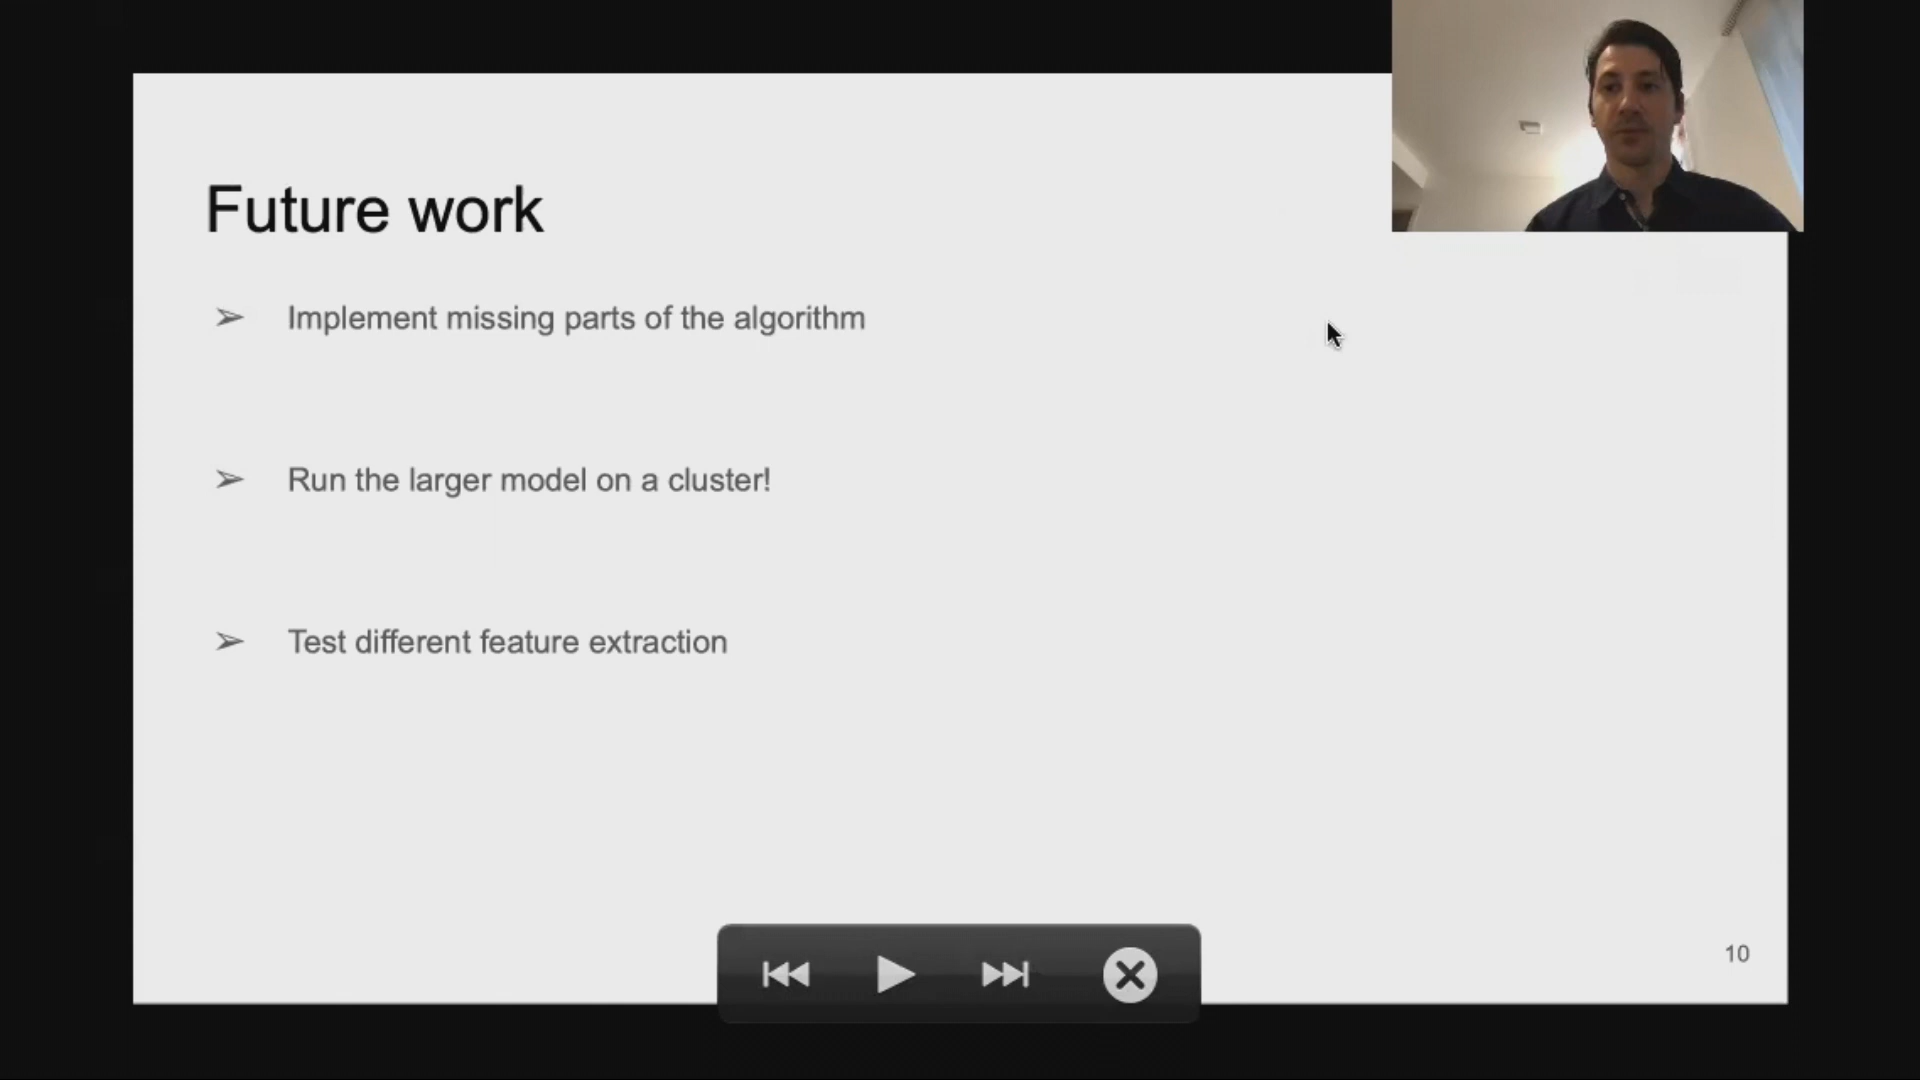 Future work
➢ Implement missing parts of the algorithm
➢ Run the larger model on a cluster!
➢ Test different feature extraction
10